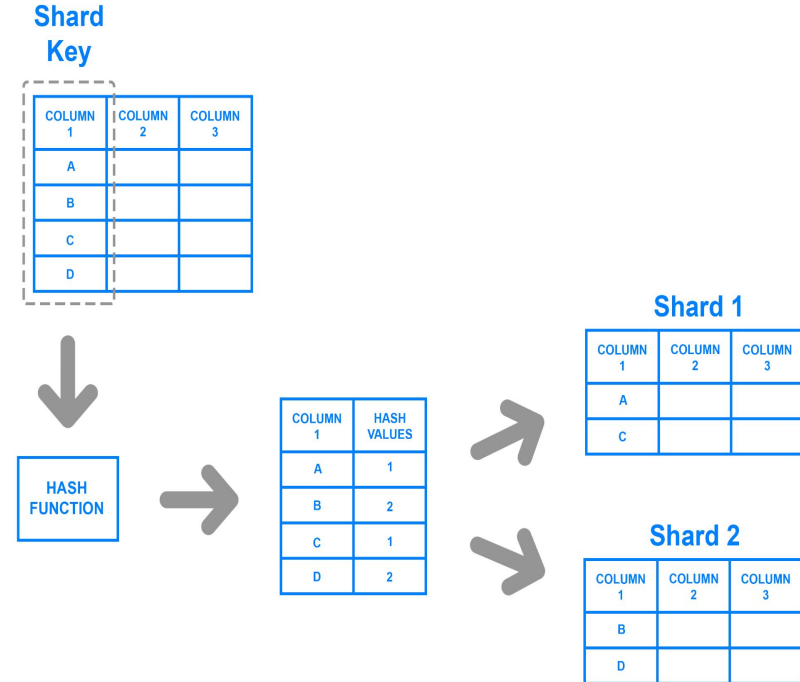 Shard
Key
COLUMN COLUMN COLUMN
1 2 3
A
B
C
D
HASH
FUNCTION
COLUMN HASH
1 VALUES
A 1
B 2
C 1
D 2
Shard 1
COLUMN COLUMN COLUMN
1 2 3
A
C
Shard 2
COLUMN COLUMN COLUMN
1 2 3
B
D